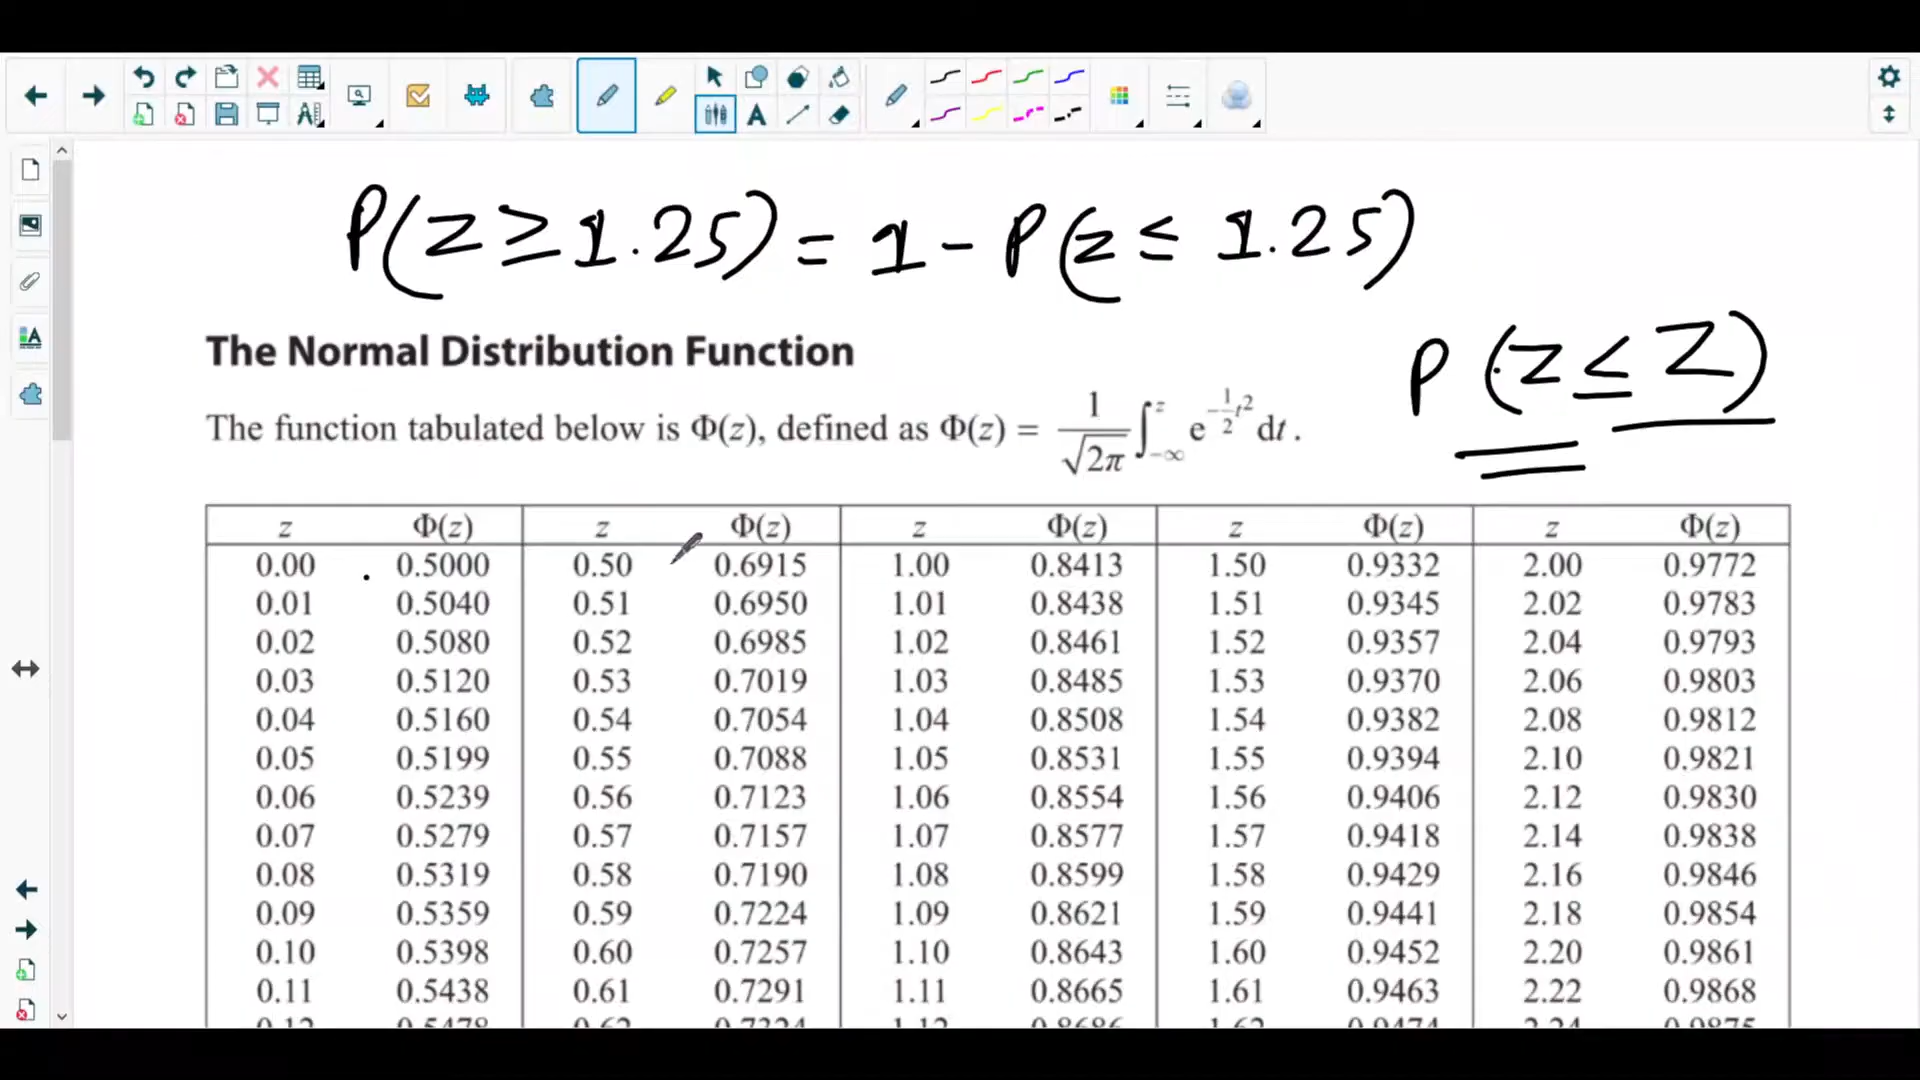 P(Z ≥ 1.25) = 1 - P(Z ≤ 1.25)
The Normal Distribution Function
P (Z ≤ Z)
The function tabulated below is Φ(z), defined as Φ(z) = 1/√2π ∫_{-∞}^{z} e^{-1/2 t²} dt .
z Φ(z) z Φ(z) z Φ(z) z Φ(z) z Φ(z)
0.00 0.5000 0.50 0.6915 1.00 0.8413 1.50 0.9332 2.00 0.9772
0.01 0.5040 0.51 0.6950 1.01 0.8438 1.51 0.9345 2.02 0.9783
0.02 0.5080 0.52 0.6985 1.02 0.8461 1.52 0.9357 2.04 0.9793
0.03 0.5120 0.53 0.7019 1.03 0.8485 1.53 0.9370 2.06 0.9803
0.04 0.5160 0.54 0.7054 1.04 0.8508 1.54 0.9382 2.08 0.9812
0.05 0.5199 0.55 0.7088 1.05 0.8531 1.55 0.9394 2.10 0.9821
0.06 0.5239 0.56 0.7123 1.06 0.8554 1.56 0.9406 2.12 0.9830
0.07 0.5279 0.57 0.7157 1.07 0.8577 1.57 0.9418 2.14 0.9838
0.08 0.5319 0.58 0.7190 1.08 0.8599 1.58 0.9429 2.16 0.9846
0.09 0.5359 0.59 0.7224 1.09 0.8621 1.59 0.9441 2.18 0.9854
0.10 0.5398 0.60 0.7257 1.10 0.8643 1.60 0.9452 2.20 0.9861
0.11 0.5438 0.61 0.7291 1.11 0.8665 1.61 0.9463 2.22 0.9868